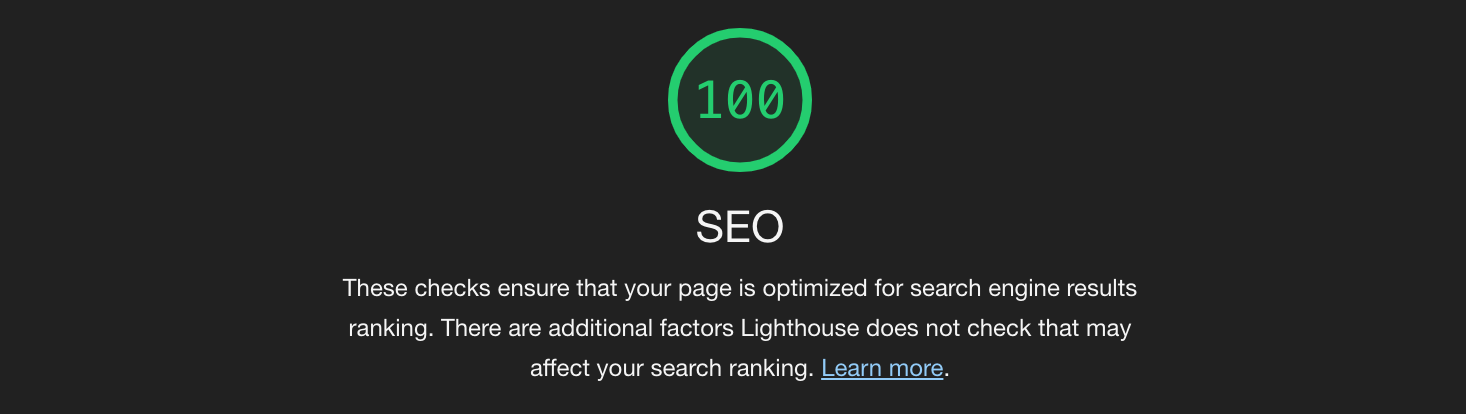 100
SEO
These checks ensure that your page is optimized for search engine results
ranking. There are additional factors Lighthouse does not check that may
affect your search ranking. Learn more.